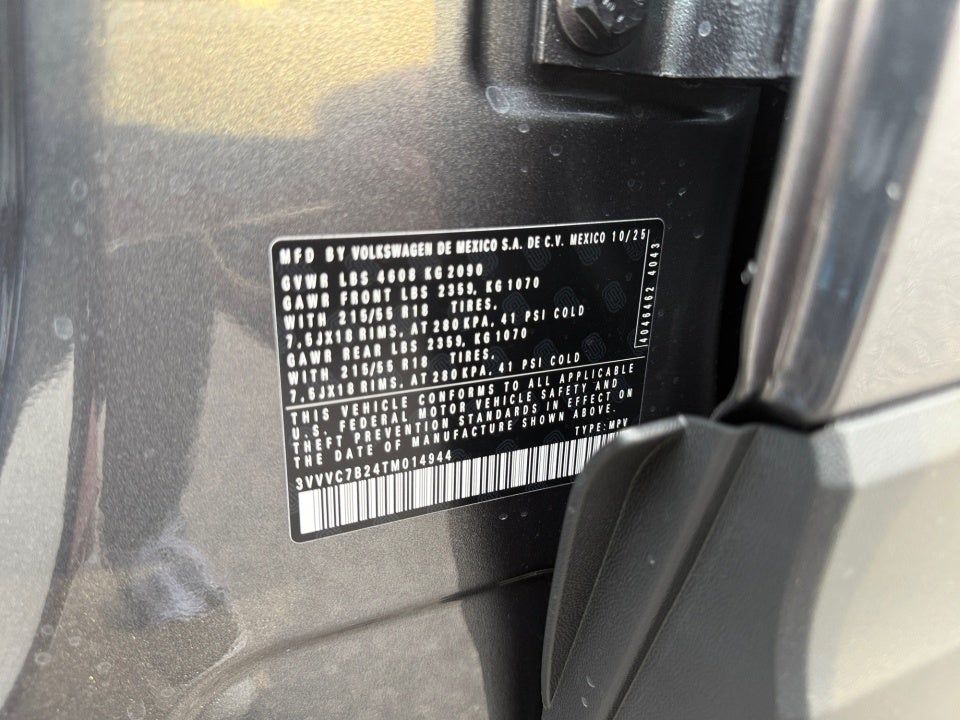 MFD BY VOLKSWAGEN DE MEXICO S.A. DE C.V. MEXICO 10/25
GVWR LBS 4608 KG 2090
GAWR FRONT LBS 2359, KG 1070
WITH 215/55 R18 TIRES,
7.5JX18 RIMS, AT 280 KPA, 41 PSI COLD
GAWR REAR LBS 2359, KG 1070
WITH 215/55 R18 TIRES,
7.5JX18 RIMS, AT 280 KPA, 41 PSI COLD
4046462 4043
THIS VEHICLE CONFORMS TO ALL APPLICABLE
U.S. FEDERAL MOTOR VEHICLE SAFETY AND
THEFT PREVENTION STANDARDS IN EFFECT ON
THE DATE OF MANUFACTURE SHOWN ABOVE.
TYPE: MPV
3VVVC7B24TM014944